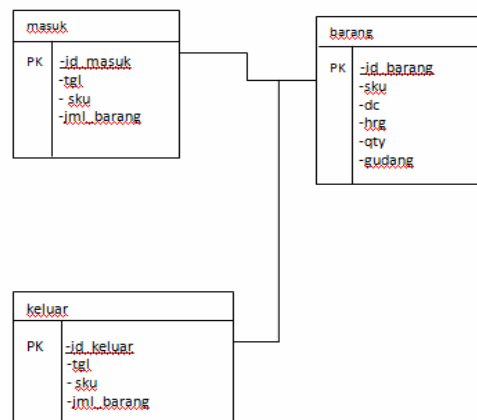 masuk
PK -id_masuk
-tgl
- sku
-jml_barang
barang
PK -id_barang
-sku
-dc
-hrg
-qty
-gudang
keluar
PK -id_keluar
-tgl
- sku
-jml_barang